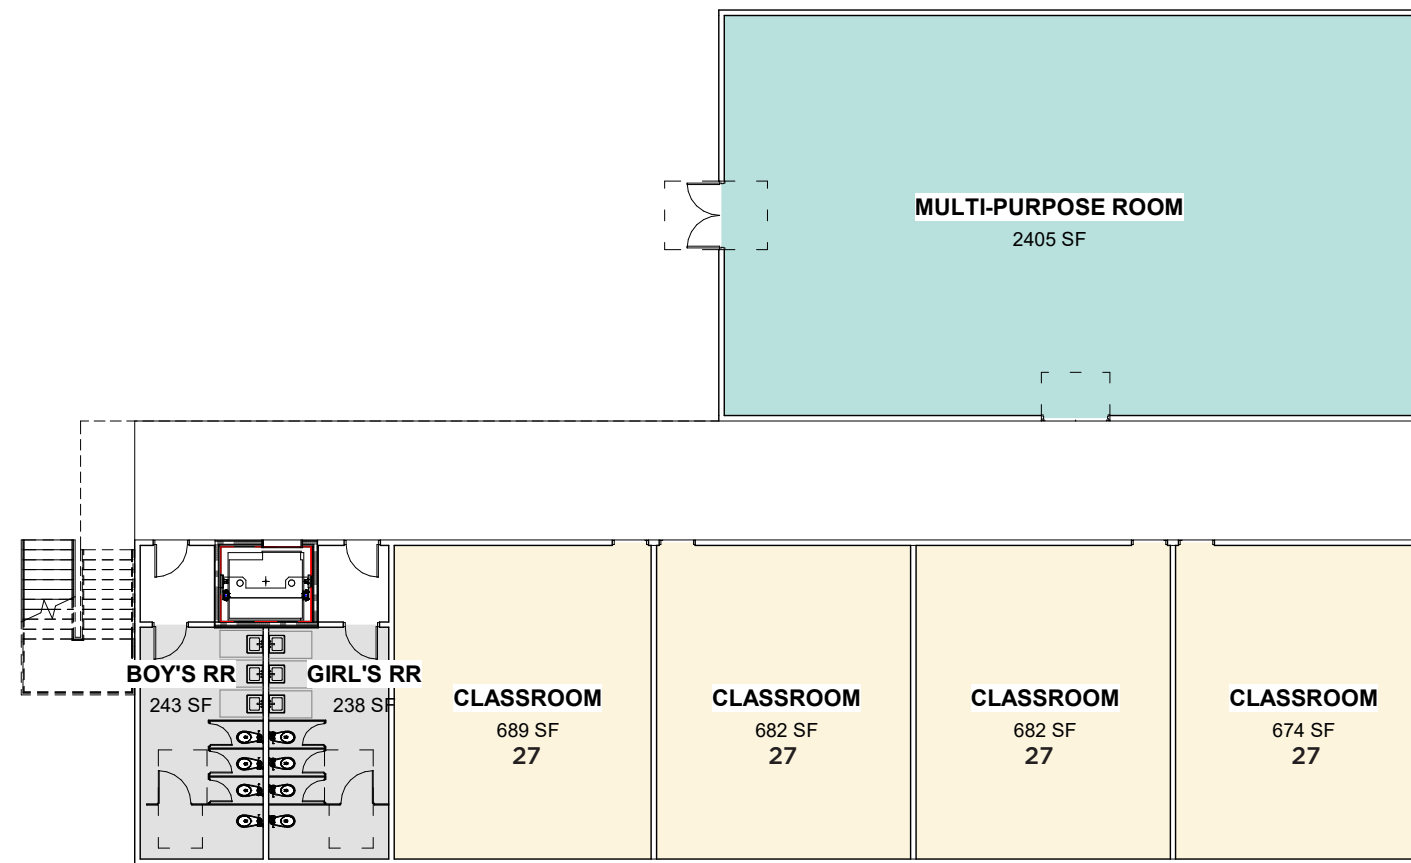 MULTI-PURPOSE ROOM
2405 SF
BOY'S RR
243 SF
GIRL'S RR
238 SF
CLASSROOM
689 SF
27
CLASSROOM
682 SF
27
CLASSROOM
682 SF
27
CLASSROOM
674 SF
27